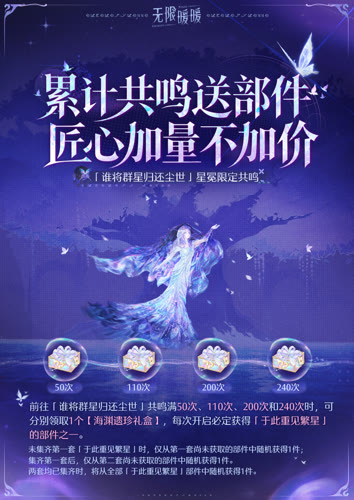 无限暖暖
累计共鸣送部件
匠心加量不加价
「谁将群星归还尘世」星冕限定共鸣
50次
110次
200次
240次
前往「谁将群星归还尘世」共鸣满50次、110次、200次和240次时，可
分别领取1个【海渊遗珍礼盒】，每次开启必定获得「于此重见繁星」
的部件之一。
未集齐第一套「于此重见繁星」时，仅从第一套尚未获取的部件中随机获得1件；
集齐第一套后，仅从第二套尚未获取的部件中随机获得1件。
两套均已集齐时，将从全部「于此重见繁星」部件中随机获得1件。